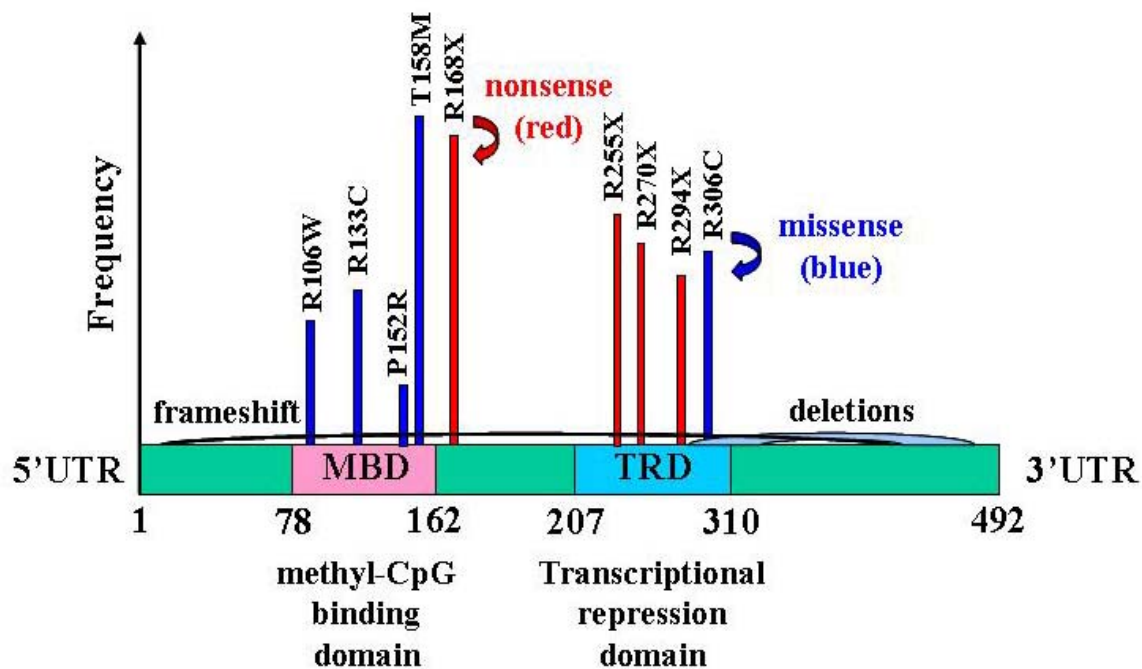 Frequency
R106W
R133C
P152R
T158M
R168X
nonsense
(red)
R255X
R270X
R294X
R306C
missense
(blue)
frameshift
deletions
5’UTR
MBD
TRD
3’UTR
1
78
162
207
310
492
methyl-CpG
binding
domain
Transcriptional
repression
domain